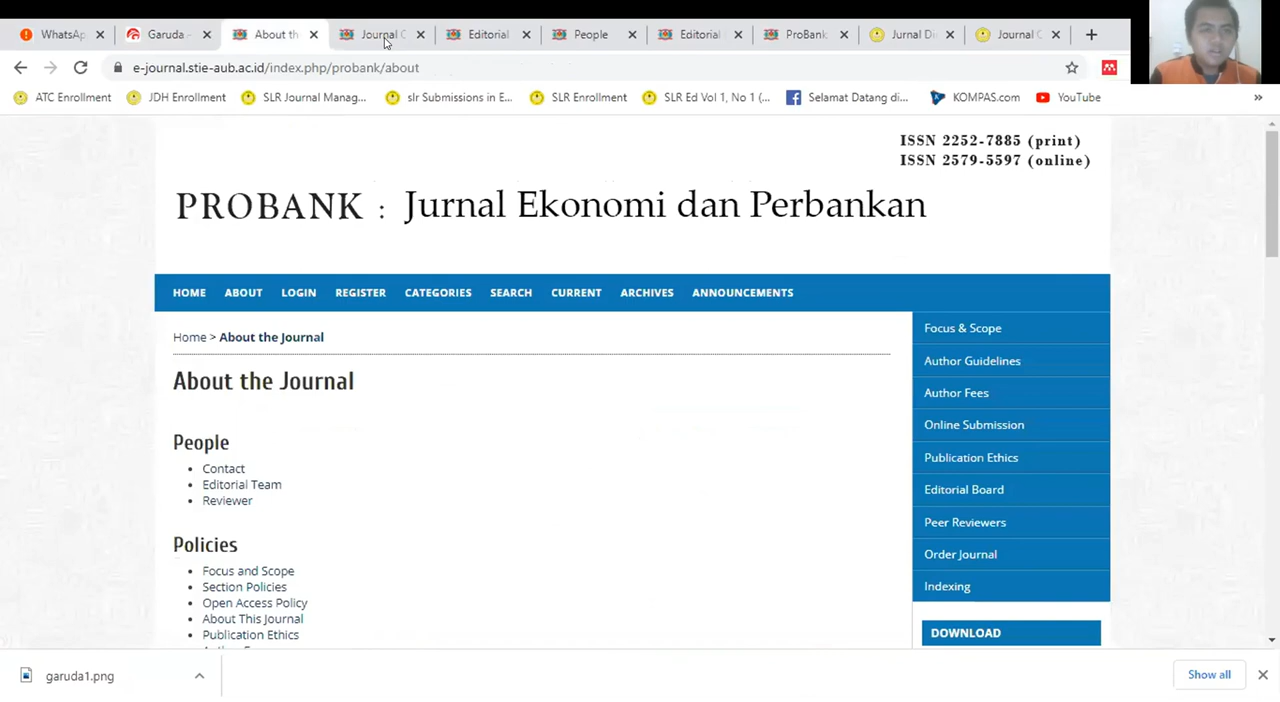 WhatsAp
Garuda -
About th
Journal C
Editorial
People
Editorial
ProBank
Jurnal Di
Journal C
e-journal.stie-aub.ac.id/index.php/probank/about
ATC Enrollment
JDH Enrollment
SLR Journal Manag...
slr Submissions in E...
SLR Enrollment
SLR Ed Vol 1, No 1 (...
Selamat Datang di...
KOMPAS.com
YouTube
»
ISSN 2252-7885 (print)
ISSN 2579-5597 (online)
PROBANK : Jurnal Ekonomi dan Perbankan
HOME ABOUT LOGIN REGISTER CATEGORIES SEARCH CURRENT ARCHIVES ANNOUNCEMENTS
Home > About the Journal
About the Journal
People
Contact
Editorial Team
Reviewer
Policies
Focus and Scope
Section Policies
Open Access Policy
About This Journal
Publication Ethics
Focus & Scope
Author Guidelines
Author Fees
Online Submission
Publication Ethics
Editorial Board
Peer Reviewers
Order Journal
Indexing
DOWNLOAD
garuda1.png
Show all